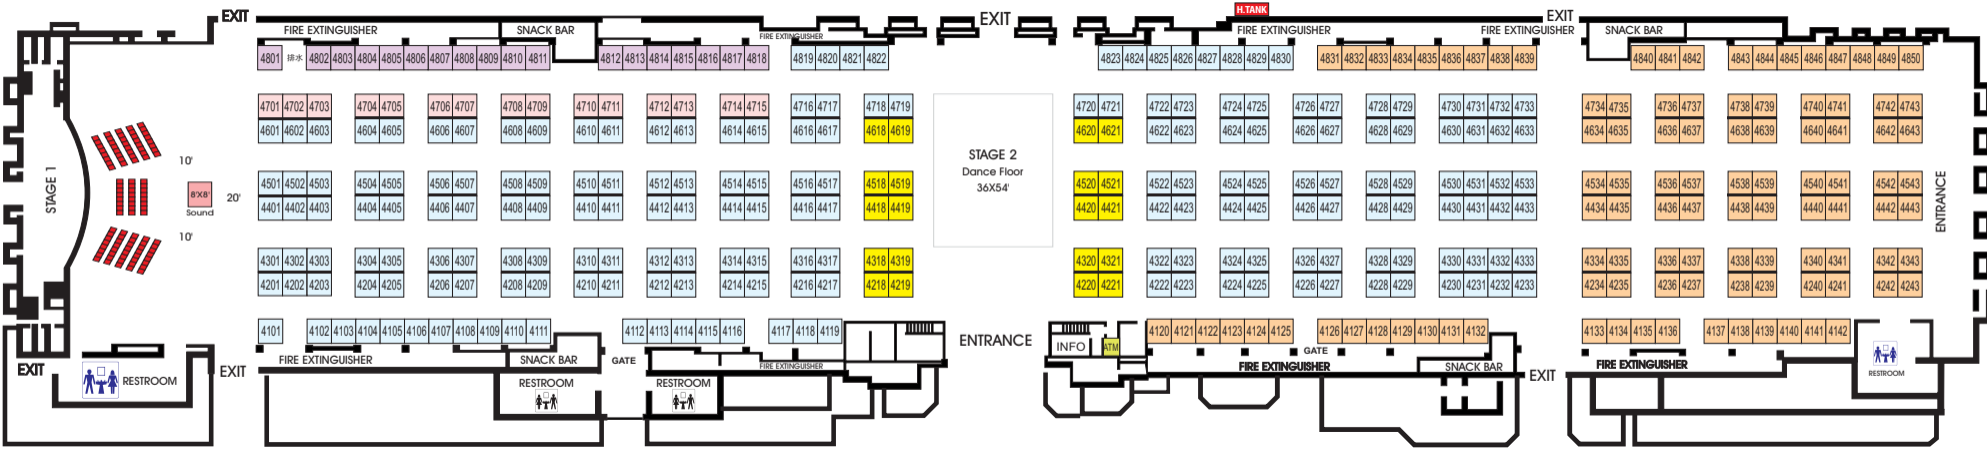 EXIT EXIT H.TANK EXIT
FIRE EXTINGUISHER SNACK BAR FIRE EXTINGUISHER FIRE EXTINGUISHER FIRE EXTINGUISHER SNACK BAR
4801 排水 4802 4803 4804 4805 4806 4807 4808 4809 4810 4811 4812 4813 4814 4815 4816 4817 4818 4819 4820 4821 4822 4823 4824 4825 4826 4827 4828 4829 4830 4831 4832 4833 4834 4835 4836 4837 4838 4839 4840 4841 4842 4843 4844 4845 4846 4847 4848 4849 4850
4701 4702 4703 4704 4705 4706 4707 4708 4709 4710 4711 4712 4713 4714 4715 4716 4717 4718 4719 4720 4721 4722 4723 4724 4725 4726 4727 4728 4729 4730 4731 4732 4733 4734 4735 4736 4737 4738 4739 4740 4741 4742 4743
4601 4602 4603 4604 4605 4606 4607 4608 4609 4610 4611 4612 4613 4614 4615 4616 4617 4618 4619 4620 4621 4622 4623 4624 4625 4626 4627 4628 4629 4630 4631 4632 4633 4634 4635 4636 4637 4638 4639 4640 4641 4642 4643
STAGE 1
10'
8'X8'
Sound
20'
10'
STAGE 2
Dance Floor
36X54'
4501 4502 4503 4504 4505 4506 4507 4508 4509 4510 4511 4512 4513 4514 4515 4516 4517 4518 4519 4520 4521 4522 4523 4524 4525 4526 4527 4528 4529 4530 4531 4532 4533 4534 4535 4536 4537 4538 4539 4540 4541 4542 4543
4401 4402 4403 4404 4405 4406 4407 4408 4409 4410 4411 4412 4413 4414 4415 4416 4417 4418 4419 4420 4421 4422 4423 4424 4425 4426 4427 4428 4429 4430 4431 4432 4433 4434 4435 4436 4437 4438 4439 4440 4441 4442 4443
ENTRANCE
4301 4302 4303 4304 4305 4306 4307 4308 4309 4310 4311 4312 4313 4314 4315 4316 4317 4318 4319 4320 4321 4322 4323 4324 4325 4326 4327 4328 4329 4330 4331 4332 4333 4334 4335 4336 4337 4338 4339 4340 4341 4342 4343
4201 4202 4203 4204 4205 4206 4207 4208 4209 4210 4211 4212 4213 4214 4215 4216 4217 4218 4219 4220 4221 4222 4223 4224 4225 4226 4227 4228 4229 4230 4231 4232 4233 4234 4235 4236 4237 4238 4239 4240 4241 4242 4243
4101 4102 4103 4104 4105 4106 4107 4108 4109 4110 4111 4112 4113 4114 4115 4116 4117 4118 4119 4120 4121 4122 4123 4124 4125 4126 4127 4128 4129 4130 4131 4132 4133 4134 4135 4136 4137 4138 4139 4140 4141 4142
ENTRANCE INFO ATM
FIRE EXTINGUISHER SNACK BAR GATE FIRE EXTINGUISHER GATE FIRE EXTINGUISHER SNACK BAR FIRE EXTINGUISHER
EXIT EXIT EXIT
RESTROOM RESTROOM RESTROOM RESTROOM